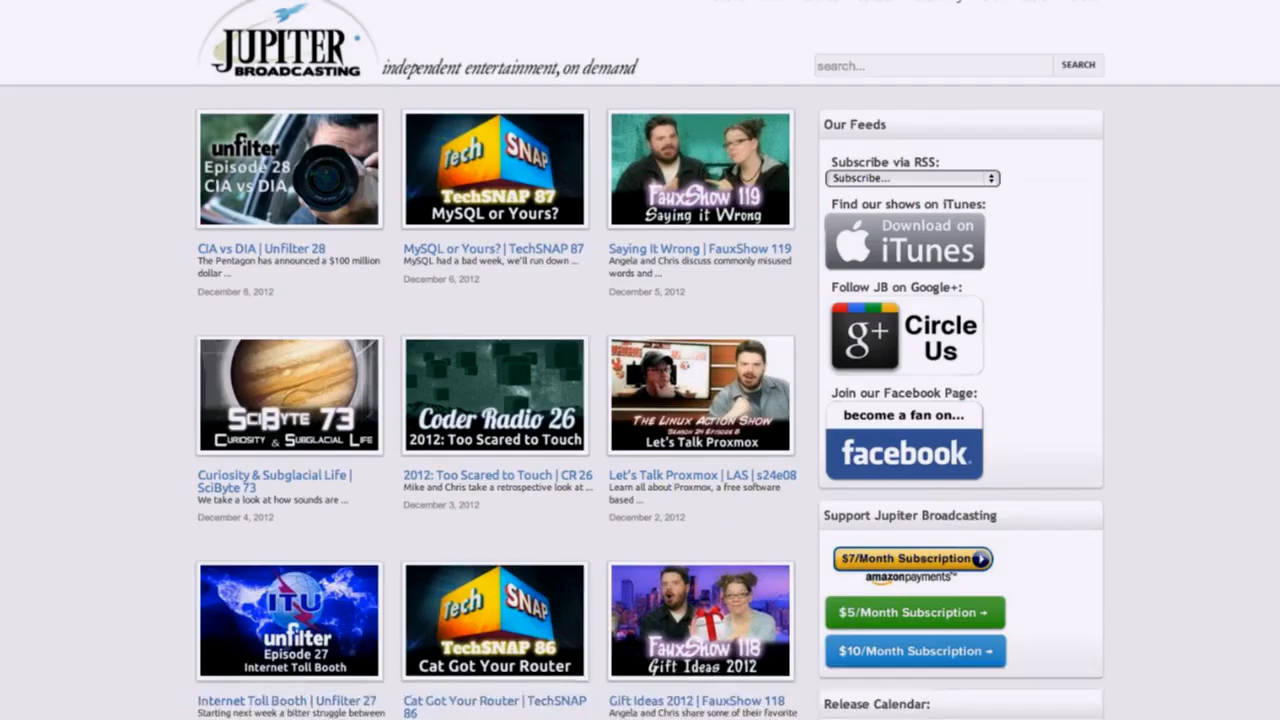 JUPITER
BROADCASTING
independent entertainment, on demand
search...
SEARCH
unfilter
Episode 28
CIA vs DIA
CIA vs DIA | Unfilter 28
The Pentagon has announced a $100 million
dollar ...
December 6, 2012
Tech SNAP
TechSNAP 87
MySQL or Yours?
MySQL or Yours? | TechSNAP 87
MySQL had a bad week, we'll run down ...
December 6, 2012
FauxShow 119
Saying it Wrong
Saying It Wrong | FauxShow 119
Angela and Chris discuss commonly misused
words and ...
December 5, 2012
SciByte 73
Curiosity & Subglacial Life
Curiosity & Subglacial Life |
SciByte 73
We take a look at how sounds are ...
December 4, 2012
Coder Radio 26
2012: Too Scared to Touch
2012: Too Scared to Touch | CR 26
Mike and Chris take a retrospective look at ...
December 3, 2012
The Linux Action Show
Season 24 Episode 8
Let's Talk Proxmox
Let's Talk Proxmox | LAS | s24e08
Learn all about Proxmox, a free software
based ...
December 2, 2012
ITU
unfilter
Episode 27
Internet Toll Booth
Internet Toll Booth | Unfilter 27
Starting next week a bitter struggle between
Tech SNAP
TechSNAP 86
Cat Got Your Router
Cat Got Your Router | TechSNAP
86
FauxShow 118
Gift Ideas 2012
Gift Ideas 2012 | FauxShow 118
Angela and Chris share some of their favorite
Our Feeds
Subscribe via RSS:
Subscribe...
Find our shows on iTunes:
Download on
iTunes
Follow JB on Google+:
g+
Circle
Us
Join our Facebook Page:
become a fan on...
facebook.
Support Jupiter Broadcasting
$7/Month Subscription
amazonpayments™
$5/Month Subscription →
$10/Month Subscription →
Release Calendar: